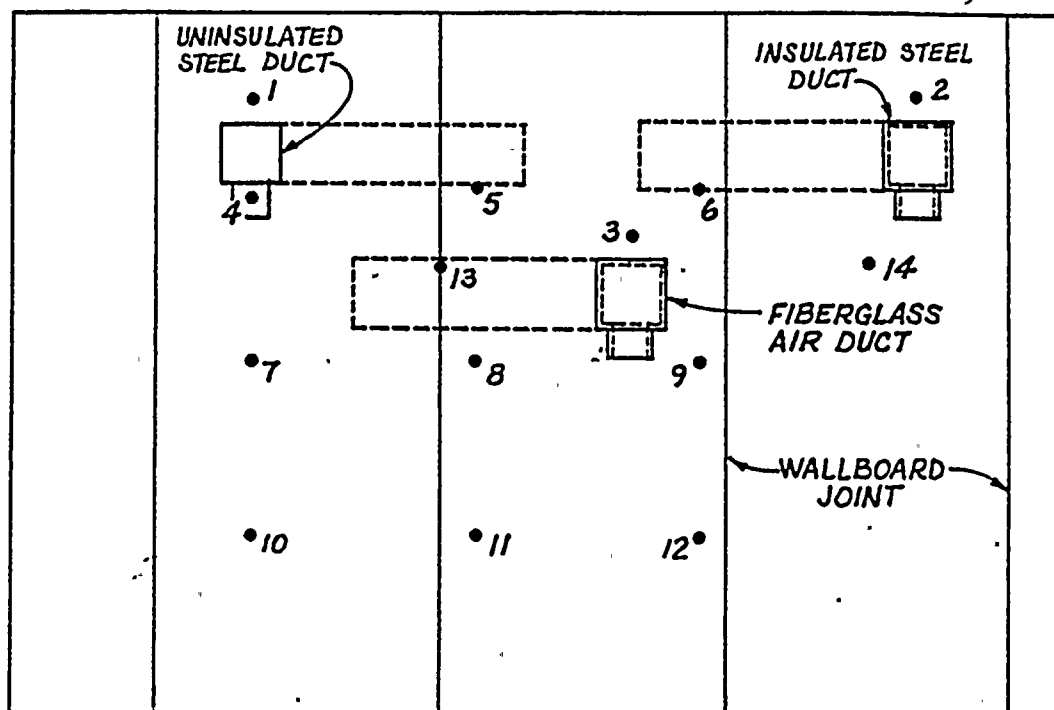 UNINSULATED
STEEL DUCT
INSULATED STEEL
DUCT
1
2
4
5
6
3
13
14
FIBERGLASS
AIR DUCT
7
8
9
WALLBOARD
JOINT
10
11
12